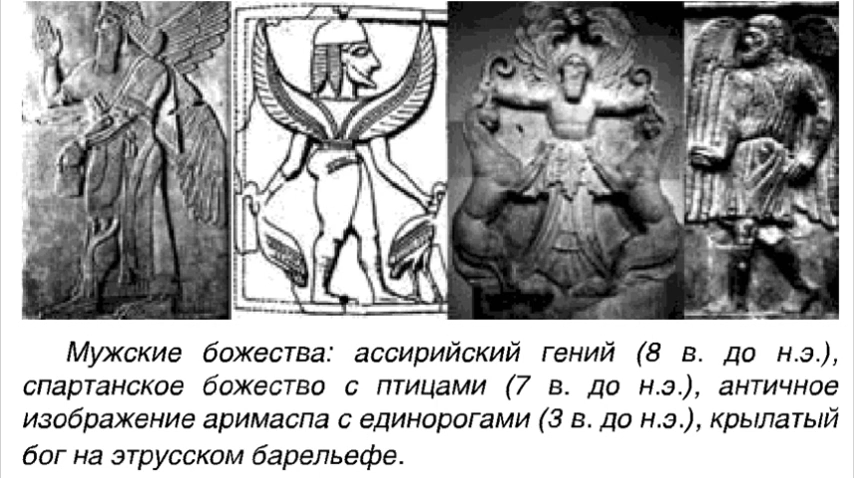 Мужские божества: ассирийский гений (8 в. до н.э.),
спартанское божество с птицами (7 в. до н.э.), античное
изображение аримаспа с единорогами (3 в. до н.э.), крылатый
бог на этрусском барельефе.